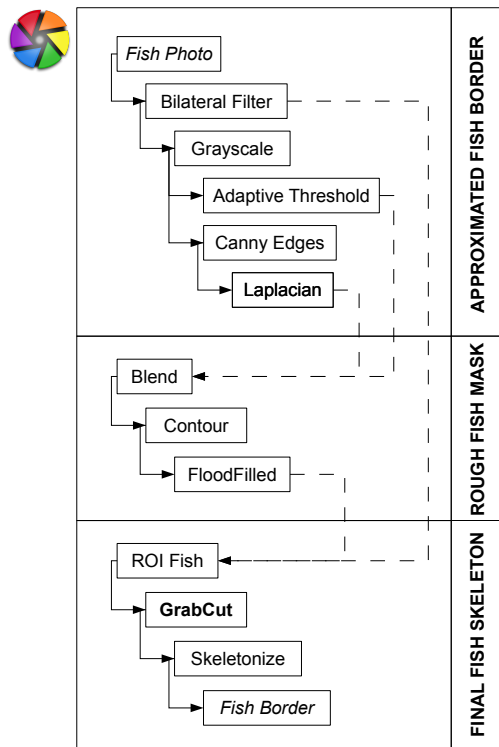 Fish Photo
Bilateral Filter
Grayscale
Adaptive Threshold
Canny Edges
Laplacian
APPROXIMATED FISH BORDER
Blend
Contour
FloodFilled
ROUGH FISH MASK
ROI Fish
GrabCut
Skeletonize
Fish Border
FINAL FISH SKELETON